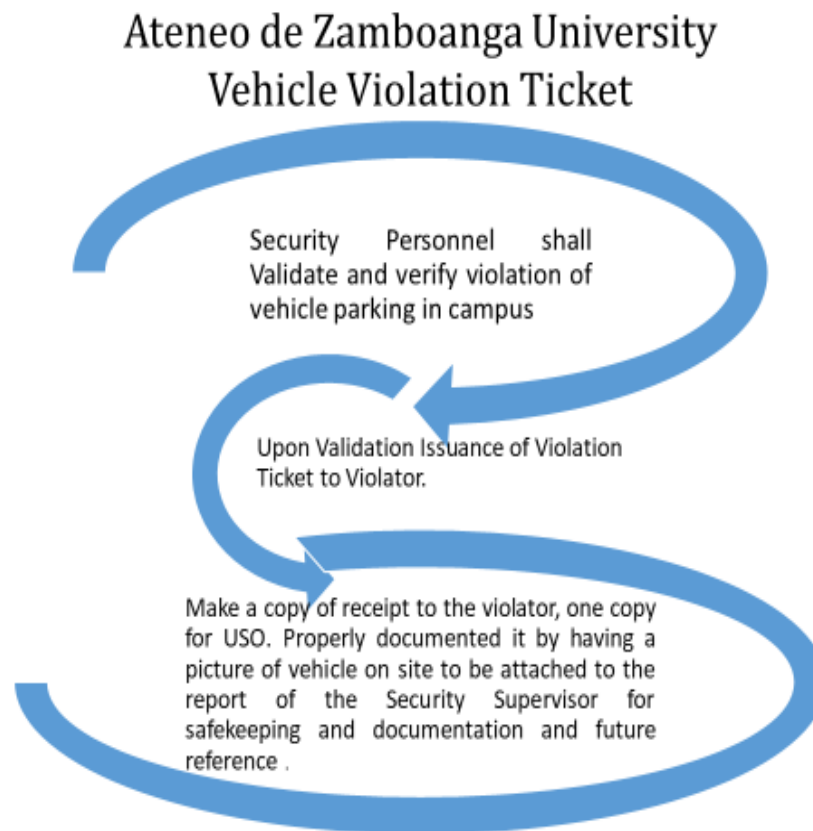 Ateneo de Zamboanga University
Vehicle Violation Ticket
Security Personnel shall
Validate and verify violation of
vehicle parking in campus
Upon Validation Issuance of Violation
Ticket to Violator.
Make a copy of receipt to the violator, one copy
for USO. Properly documented it by having a
picture of vehicle on site to be attached to the
report of the Security Supervisor for
safekeeping and documentation and future
reference .